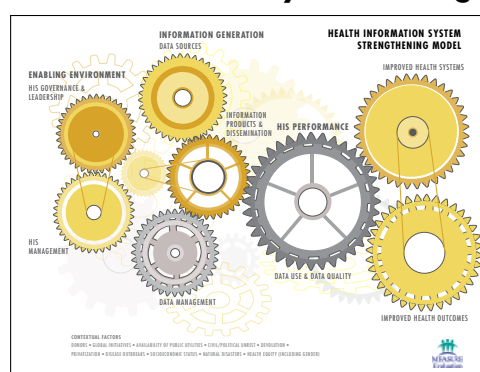 HEALTH INFORMATION SYSTEM
STRENGTHENING MODEL
INFORMATION GENERATION
DATA SOURCES
IMPROVED HEALTH SYSTEMS
ENABLING ENVIRONMENT
HIS GOVERNANCE &
LEADERSHIP
INFORMATION
PRODUCTS &
DISSEMINATION
HIS PERFORMANCE
HIS
MANAGEMENT
DATA USE & DATA QUALITY
DATA MANAGEMENT
IMPROVED HEALTH OUTCOMES
CONTEXTUAL FACTORS
DONORS • GLOBAL INITIATIVES • AVAILABILITY OF PUBLIC UTILITIES • CIVIL/POLITICAL UNREST • DEVOLUTION •
PRIVATIZATION • DISEASE OUTBREAKS • SOCIOECONOMIC STATUS • NATURAL DISASTERS • HEALTH EQUITY (INCLUDING GENDER)
MEASURE
Evaluation